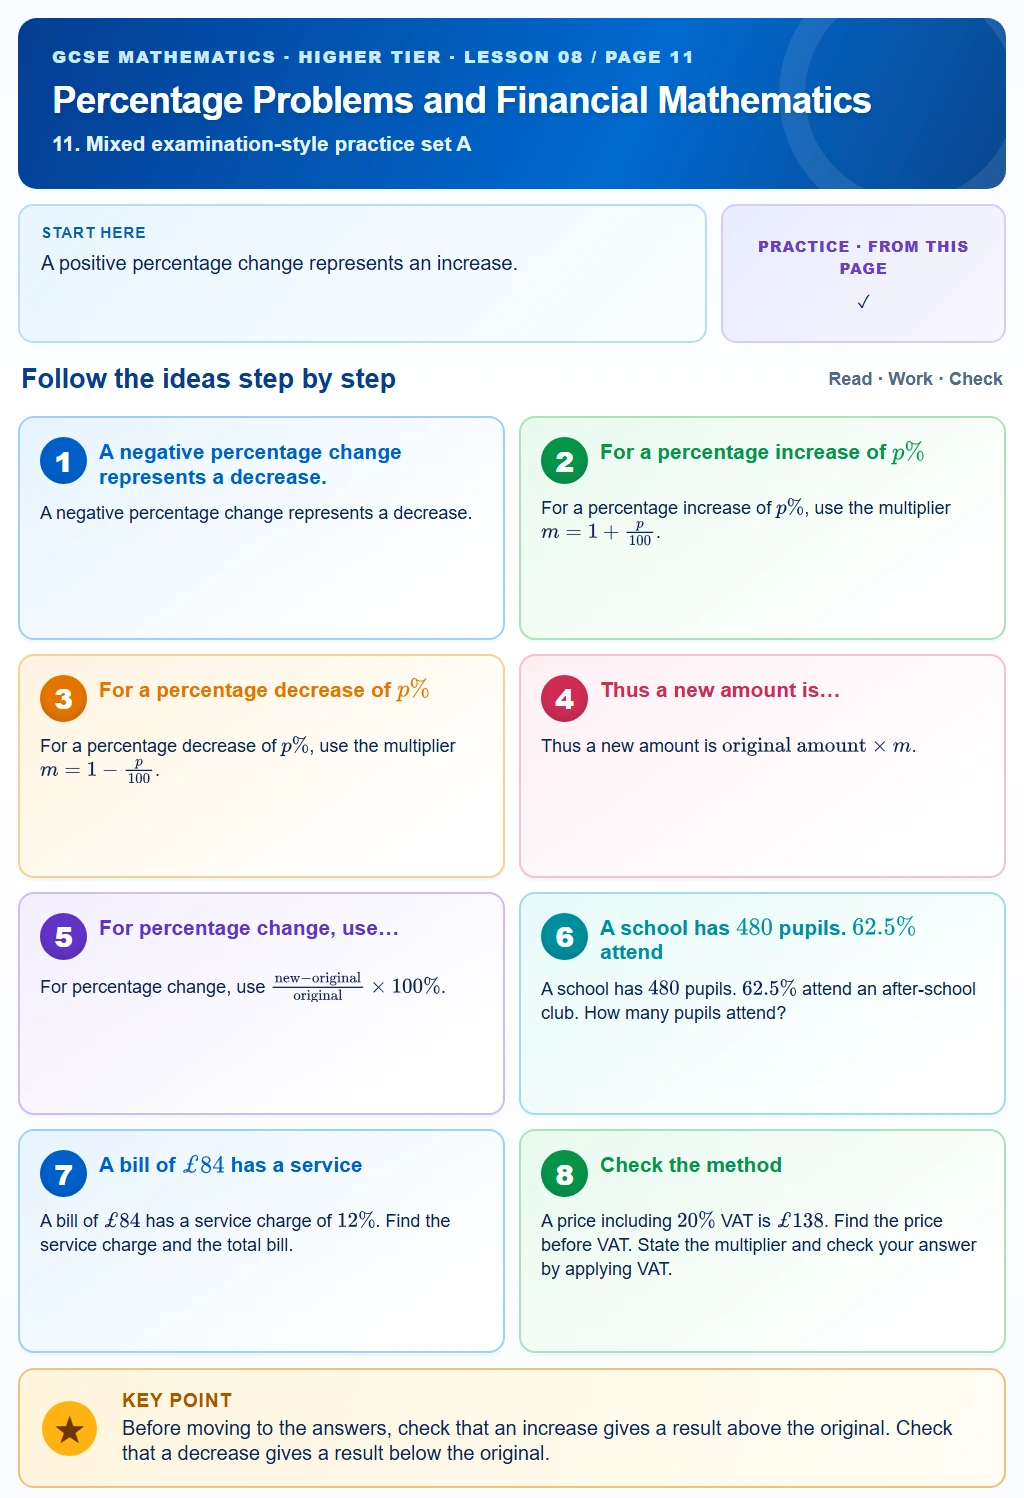 GCSE MATHEMATICS · HIGHER TIER · LESSON 08 / PAGE 11
Percentage Problems and Financial Mathematics
11. Mixed examination-style practice set A
START HERE
A positive percentage change represents an increase.
PRACTICE · FROM THIS
PAGE
✓
Follow the ideas step by step
Read · Work · Check
1
A negative percentage change
represents a decrease.
A negative percentage change represents a decrease.
2
For a percentage increase of p%
For a percentage increase of p%, use the multiplier
m = 1 + p/100.
3
For a percentage decrease of p%
For a percentage decrease of p%, use the multiplier
m = 1 − p/100.
4
Thus a new amount is…
Thus a new amount is original amount × m.
5
For percentage change, use…
For percentage change, use new−original/original × 100%.
6
A school has 480 pupils. 62.5%
attend
A school has 480 pupils. 62.5% attend an after-school
club. How many pupils attend?
7
A bill of £84 has a service
A bill of £84 has a service charge of 12%. Find the
service charge and the total bill.
8
Check the method
A price including 20% VAT is £138. Find the price
before VAT. State the multiplier and check your answer
by applying VAT.
★
KEY POINT
Before moving to the answers, check that an increase gives a result above the original. Check
that a decrease gives a result below the original.